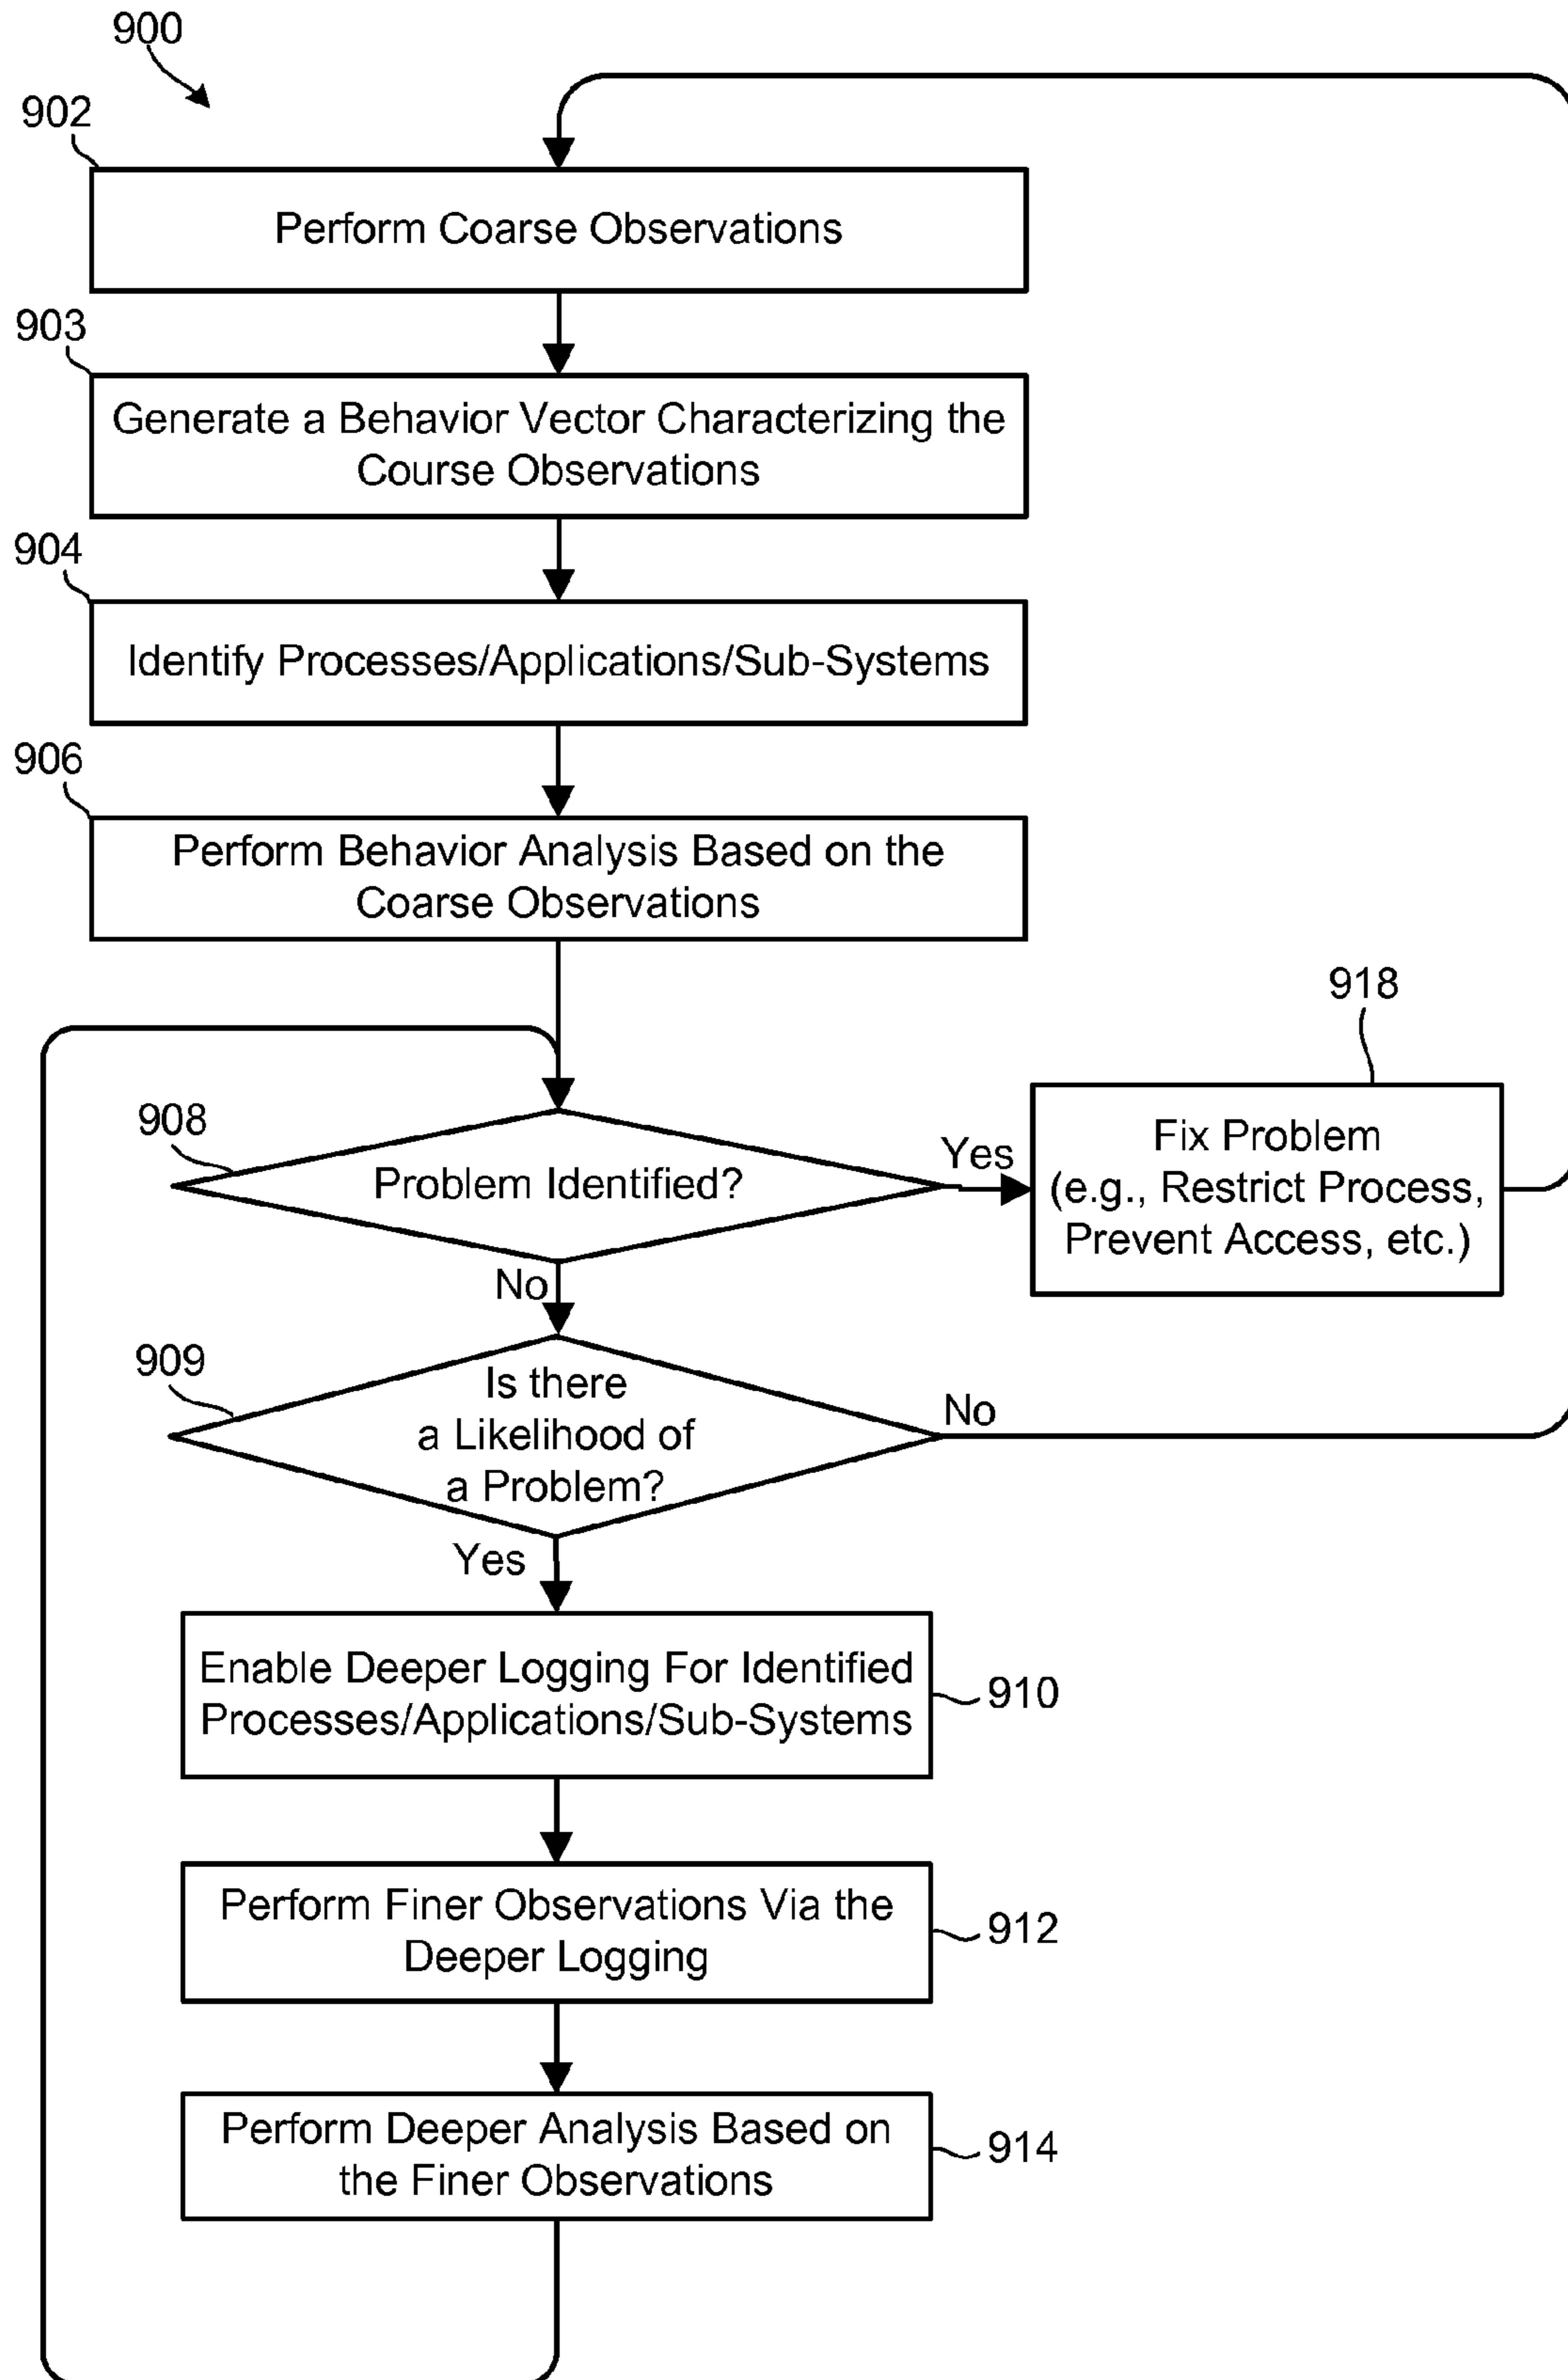 900
902
Perform Coarse Observations
903
Generate a Behavior Vector Characterizing the
Course Observations
904
Identify Processes/Applications/Sub-Systems
906
Perform Behavior Analysis Based on the
Coarse Observations
918
908
Problem Identified?
Yes
Fix Problem
(e.g., Restrict Process,
Prevent Access, etc.)
No
909
Is there
a Likelihood of
a Problem?
No
Yes
Enable Deeper Logging For Identified
Processes/Applications/Sub-Systems
910
Perform Finer Observations Via the
Deeper Logging
912
Perform Deeper Analysis Based on
the Finer Observations
914